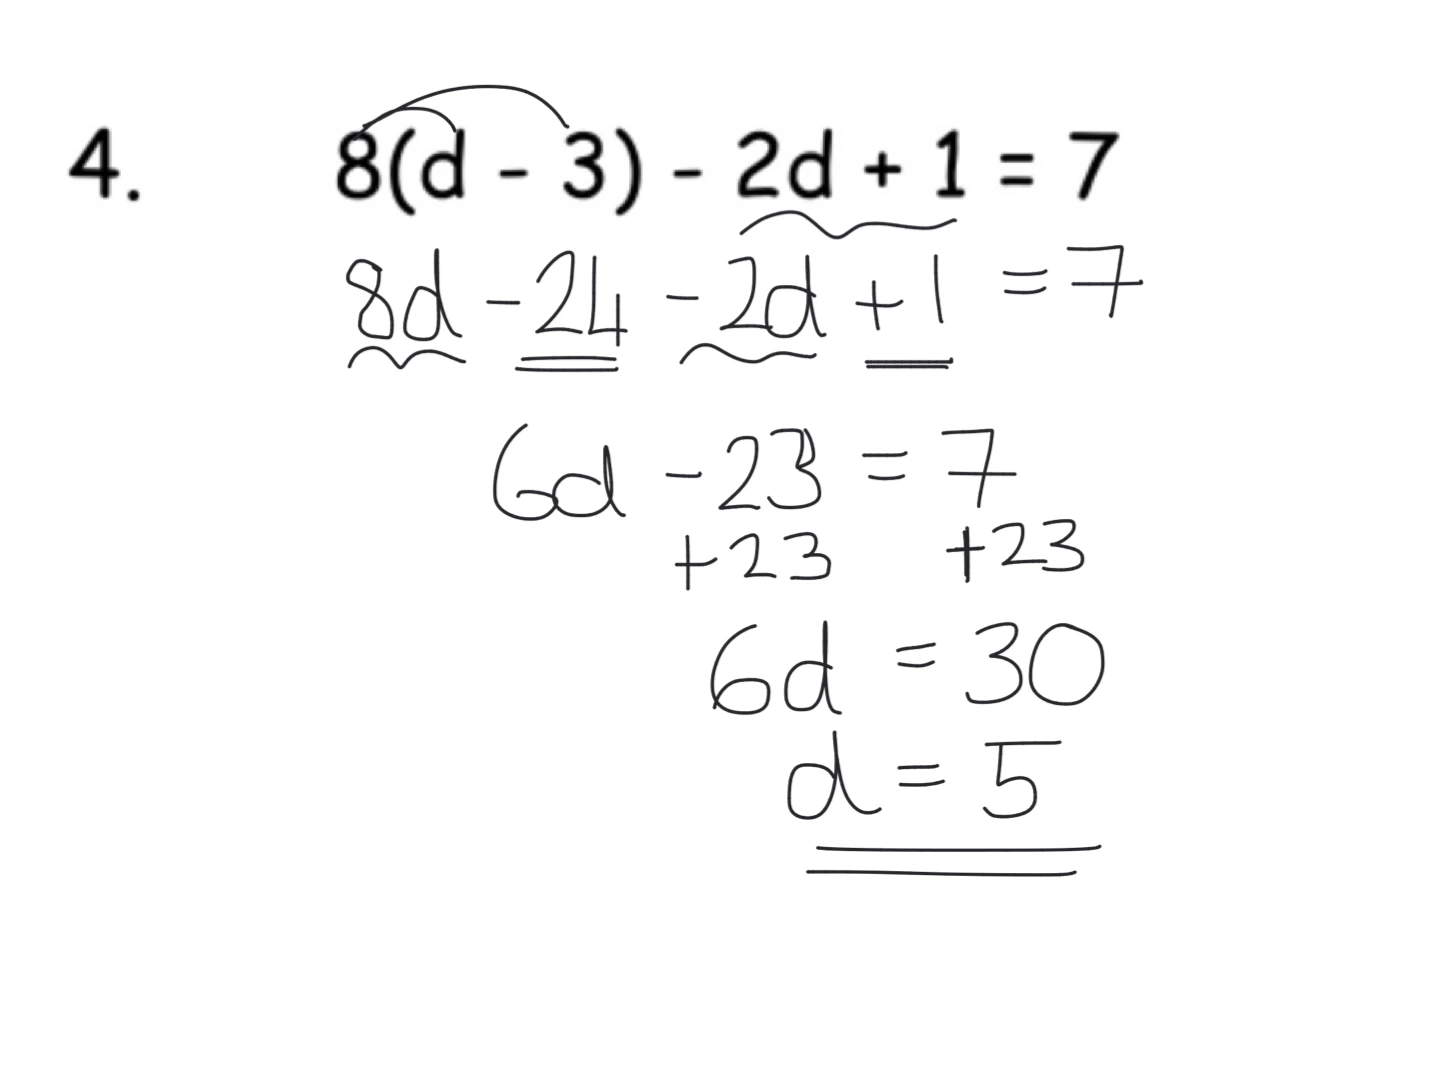 4. 8(d - 3) - 2d + 1 = 7
8d - 24 - 2d + 1 = 7
6d - 23 = 7
+23 +23
6d = 30
d = 5